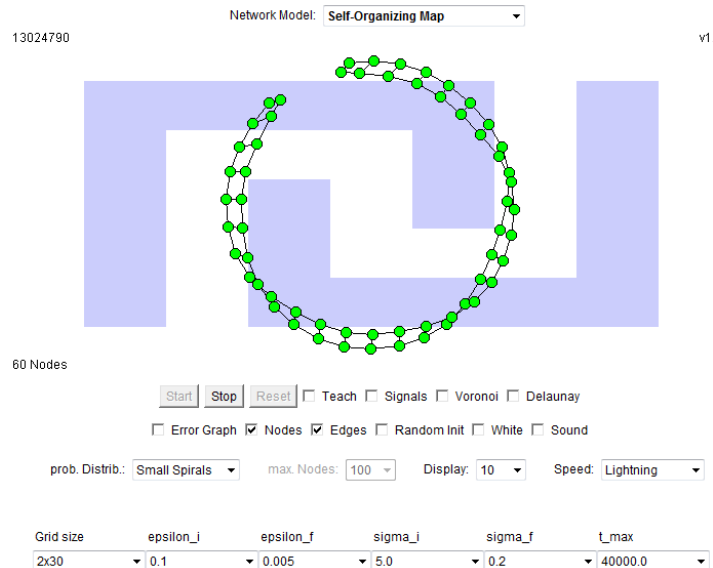 Network Model: Self-Organizing Map
13024790 v1
60 Nodes
Start Stop Reset Teach Signals Voronoi Delaunay
Error Graph Nodes Edges Random Init White Sound
prob. Distrib.: Small Spirals max. Nodes: 100 Display: 10 Speed: Lightning
Grid size epsilon_i epsilon_f sigma_i sigma_f t_max
2x30 0.1 0.005 5.0 0.2 40000.0